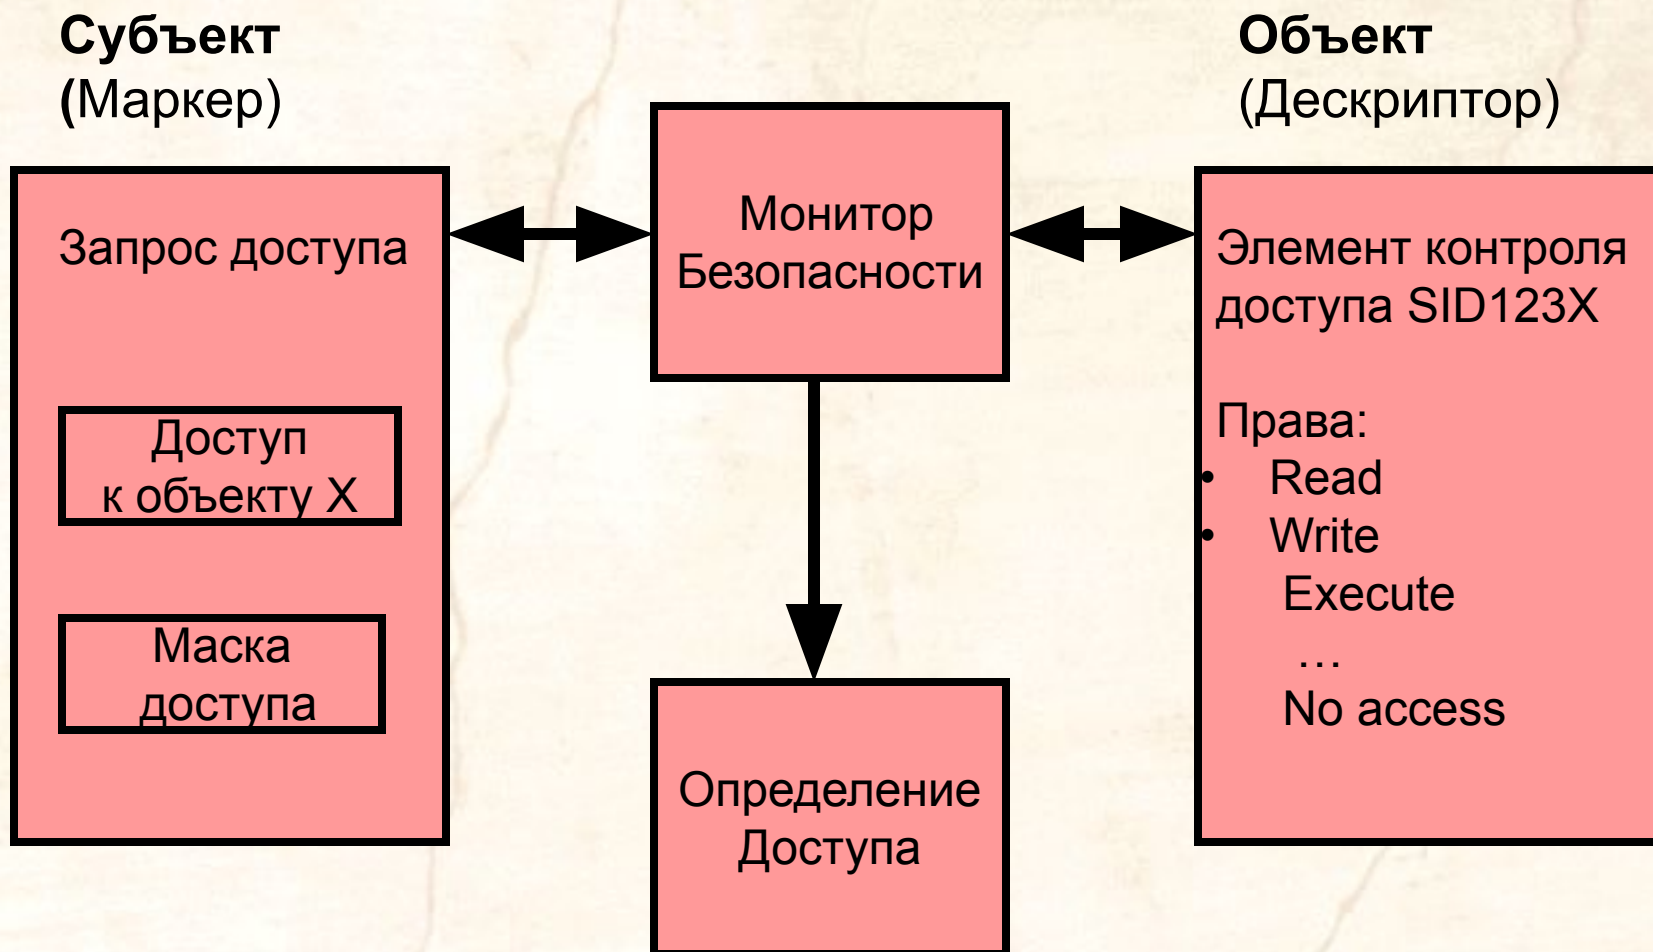 Субъект
(Маркер)
Запрос доступа
Доступ
к объекту X
Маска
доступа
Монитор
Безопасности
Определение
Доступа
Объект
(Дескриптор)
Элемент контроля
доступа SID123X
Права:
• Read
• Write
Execute
…
No access